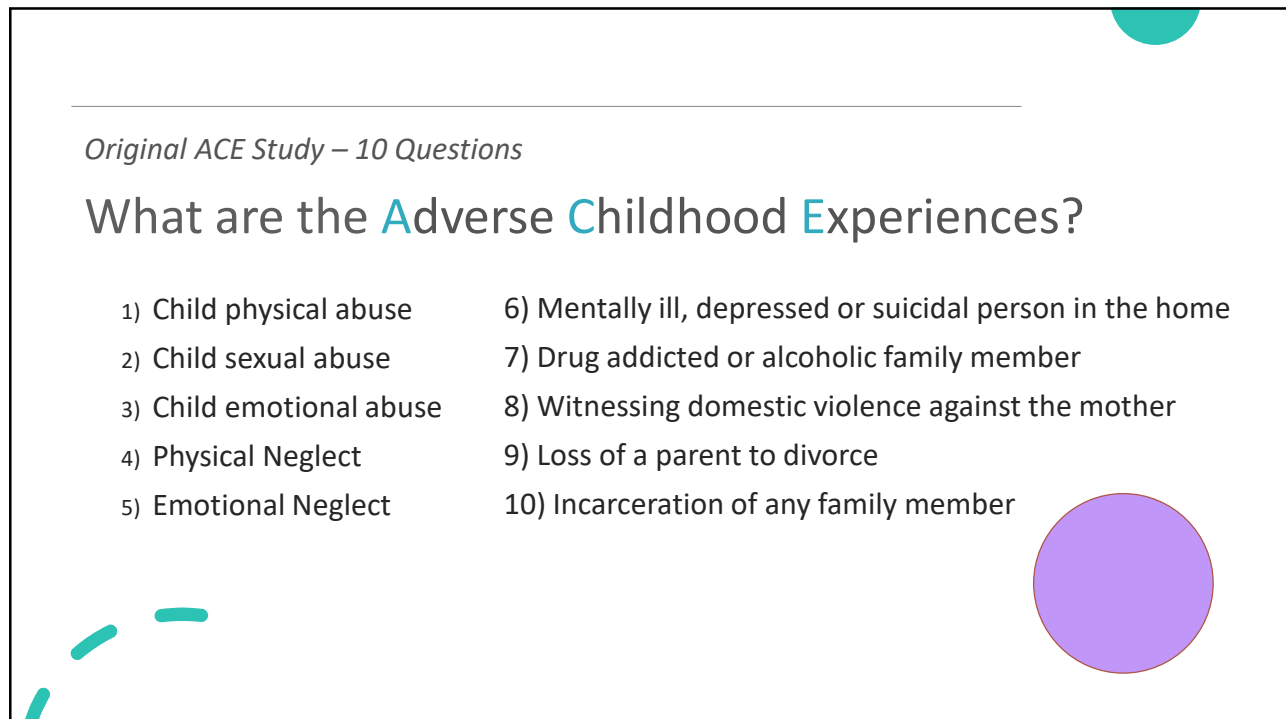 Original ACE Study – 10 Questions
What are the Adverse Childhood Experiences?
1) Child physical abuse
2) Child sexual abuse
3) Child emotional abuse
4) Physical Neglect
5) Emotional Neglect
6) Mentally ill, depressed or suicidal person in the home
7) Drug addicted or alcoholic family member
8) Witnessing domestic violence against the mother
9) Loss of a parent to divorce
10) Incarceration of any family member